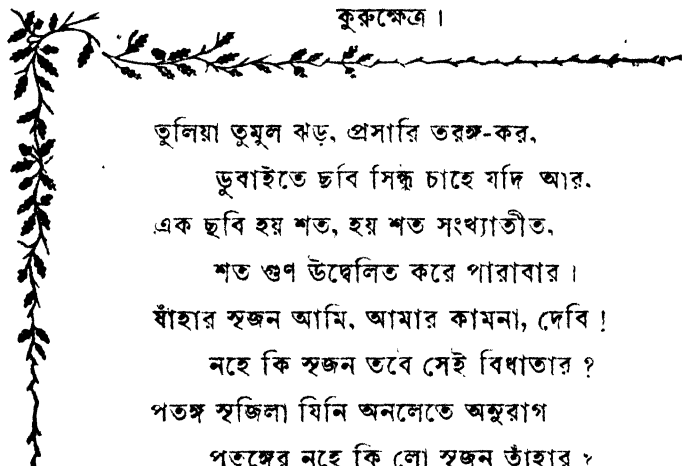 কুরুক্ষেত্র।
তুলিয়া তুমুল ঝড়, প্রসারি তরঙ্গ-কর,
ডুবাইতে ছবি সিন্ধু চাহে যদি আর,
এক ছবি হয় শত, হয় শত সংখ্যাতীত,
শত গুণ উদ্বেলিত করে পারাবার।
যাঁহার সৃজন আমি, আমার কামনা, দেবি!
নহে কি সৃজন তবে সেই বিধাতার?
পতঙ্গ সৃজিলা যিনি অনলেতে অনুরাগ
পতঙ্গের নহে কি লো সৃজন তাঁহার?